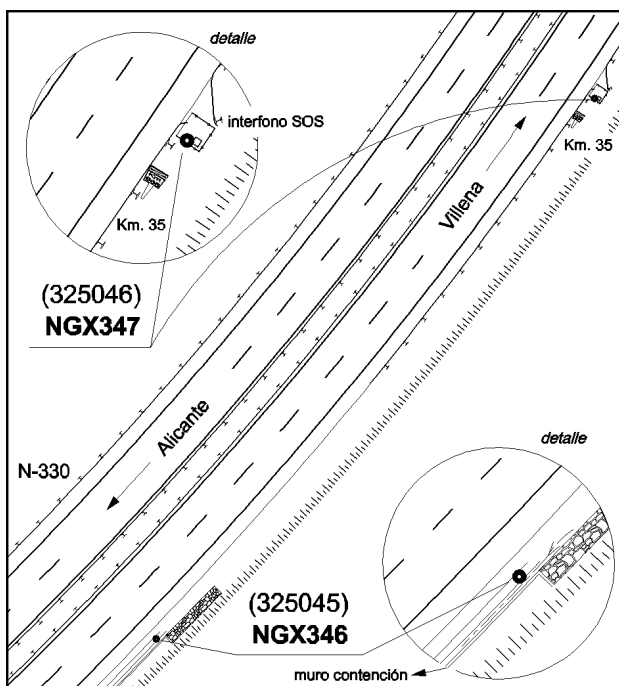 detalle
interfono SOS
Km. 35
Km. 35
Villena
(325046)
NGX347
Alicante
N-330
detalle
(325045)
NGX346
muro contención